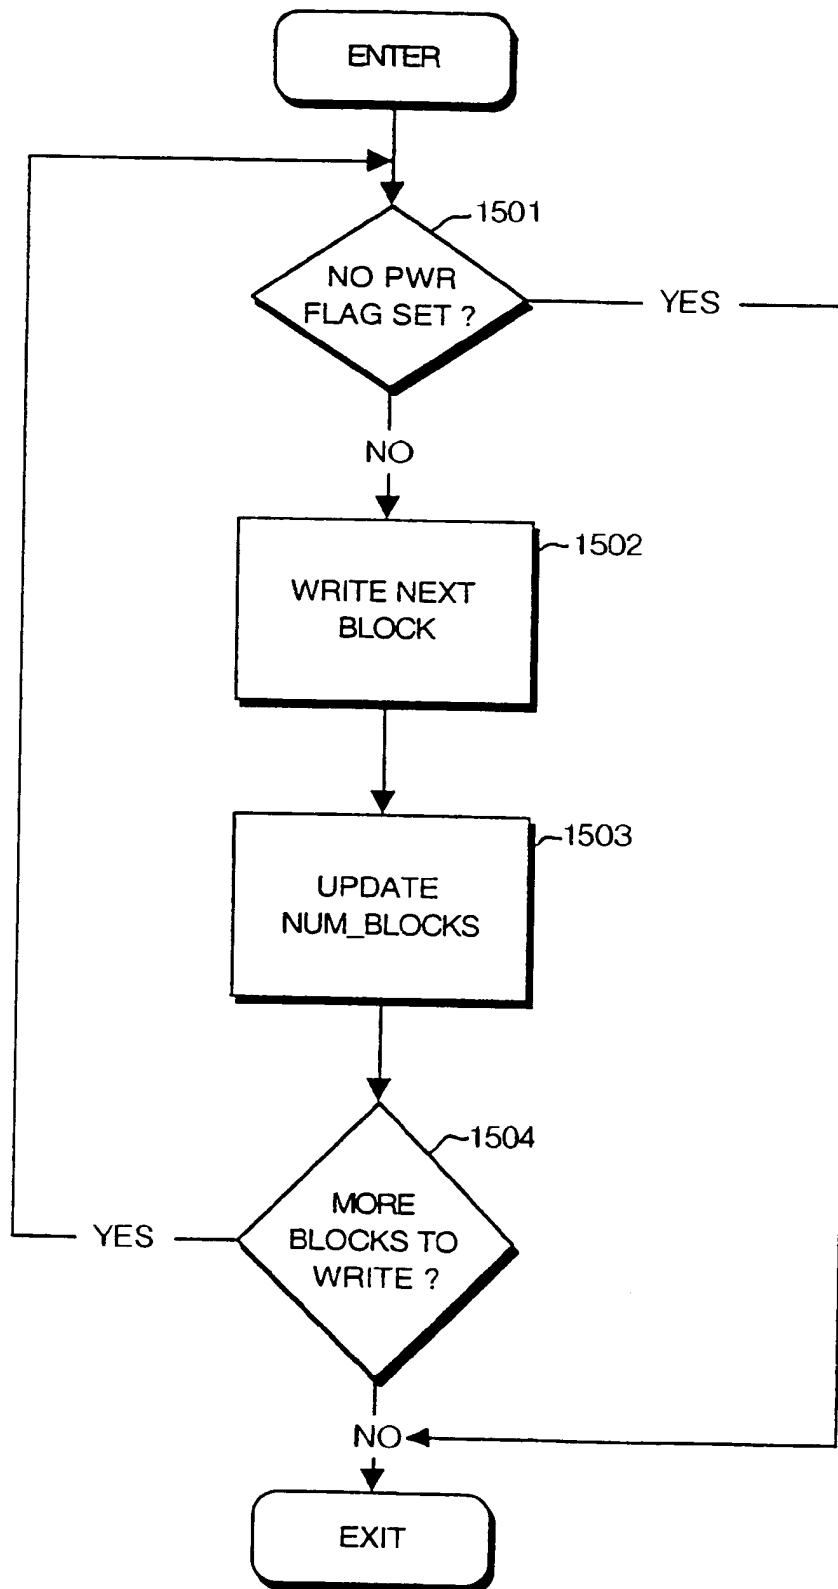 ENTER
1501
NO PWR
FLAG SET ?
YES
NO
1502
WRITE NEXT
BLOCK
1503
UPDATE
NUM_BLOCKS
1504
MORE
BLOCKS TO
WRITE ?
YES
NO
EXIT